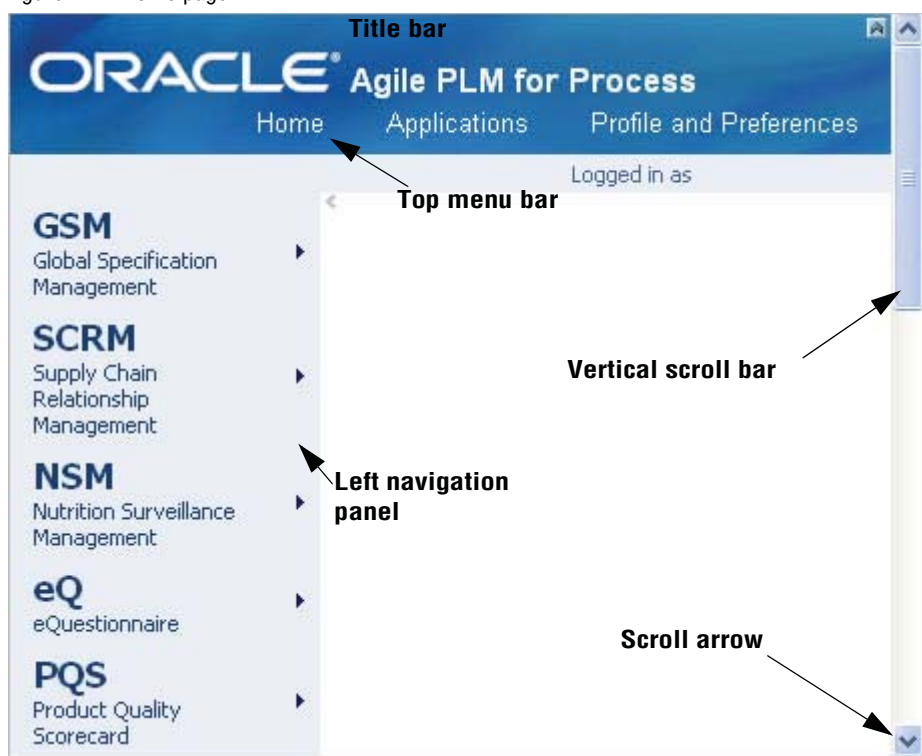 Title bar
ORACLE® Agile PLM for Process
Home Applications Profile and Preferences
Logged in as
Top menu bar
GSM
Global Specification
Management
SCRM
Supply Chain
Relationship
Management
Vertical scroll bar
Left navigation
panel
NSM
Nutrition Surveillance
Management
eQ
eQuestionnaire
Scroll arrow
PQS
Product Quality
Scorecard